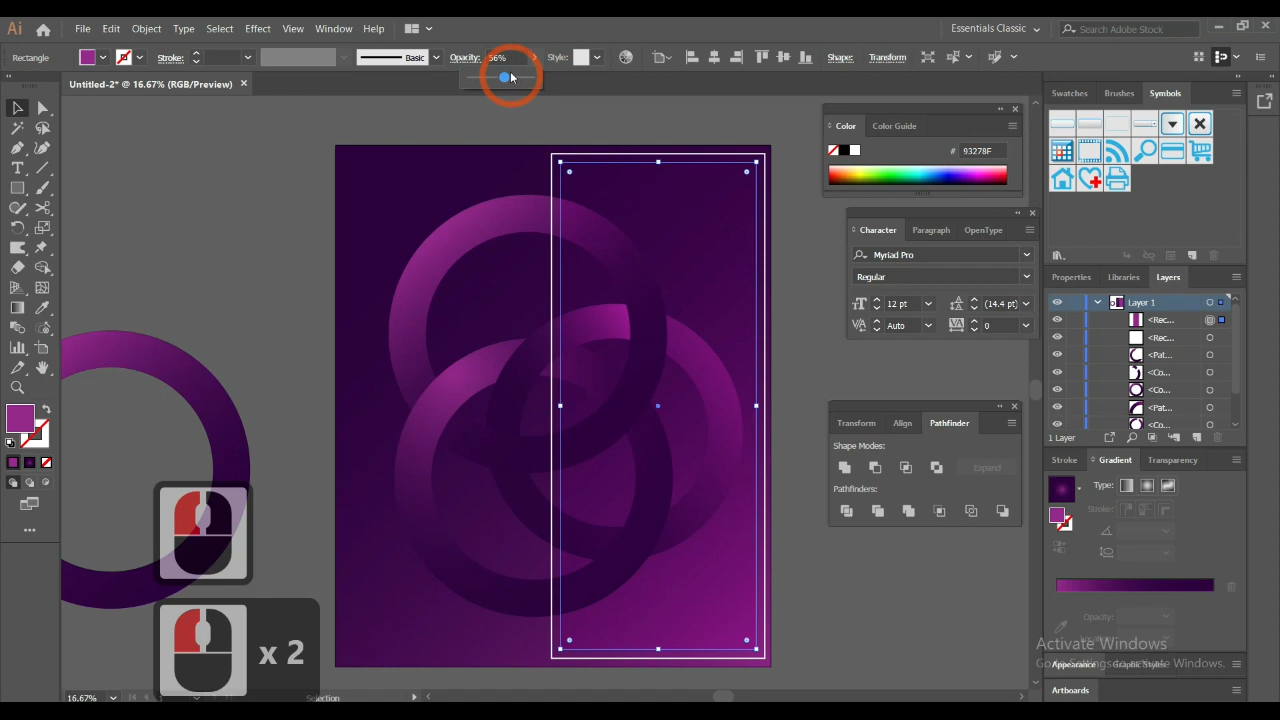 Ai File Edit Object Type Select Effect View Window Help Essentials Classic Search Adobe Stock
Rectangle Stroke: Basic Opacity: 56% Style: Shape: Transform
Untitled-2* @ 16.67% (RGB/Preview)
Swatches Brushes Symbols
Color Color Guide
# 93278F
Character Paragraph OpenType
Myriad Pro
Regular
12 pt (14.4 pt)
Auto 0
Properties Libraries Layers
Layer 1
<Rec...
<Rec...
<Pat...
<Co...
<Co...
<Pat...
<Co...
1 Layer
Transform Align Pathfinder
Shape Modes:
Expand
Pathfinders:
Stroke Gradient Transparency
Type:
Stroke:
Opacity:
Location:
Activate Windows
Go to Settings to activate Windows.
Appearance Graphic Styles
Artboards
x 2
16.67% 1 Selection